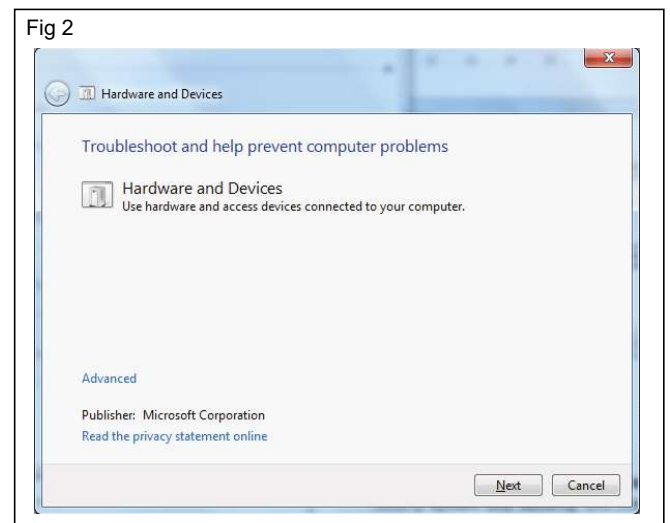 Fig 2
Hardware and Devices
Troubleshoot and help prevent computer problems
Hardware and Devices
Use hardware and access devices connected to your computer.
Advanced
Publisher: Microsoft Corporation
Read the privacy statement online
Next Cancel